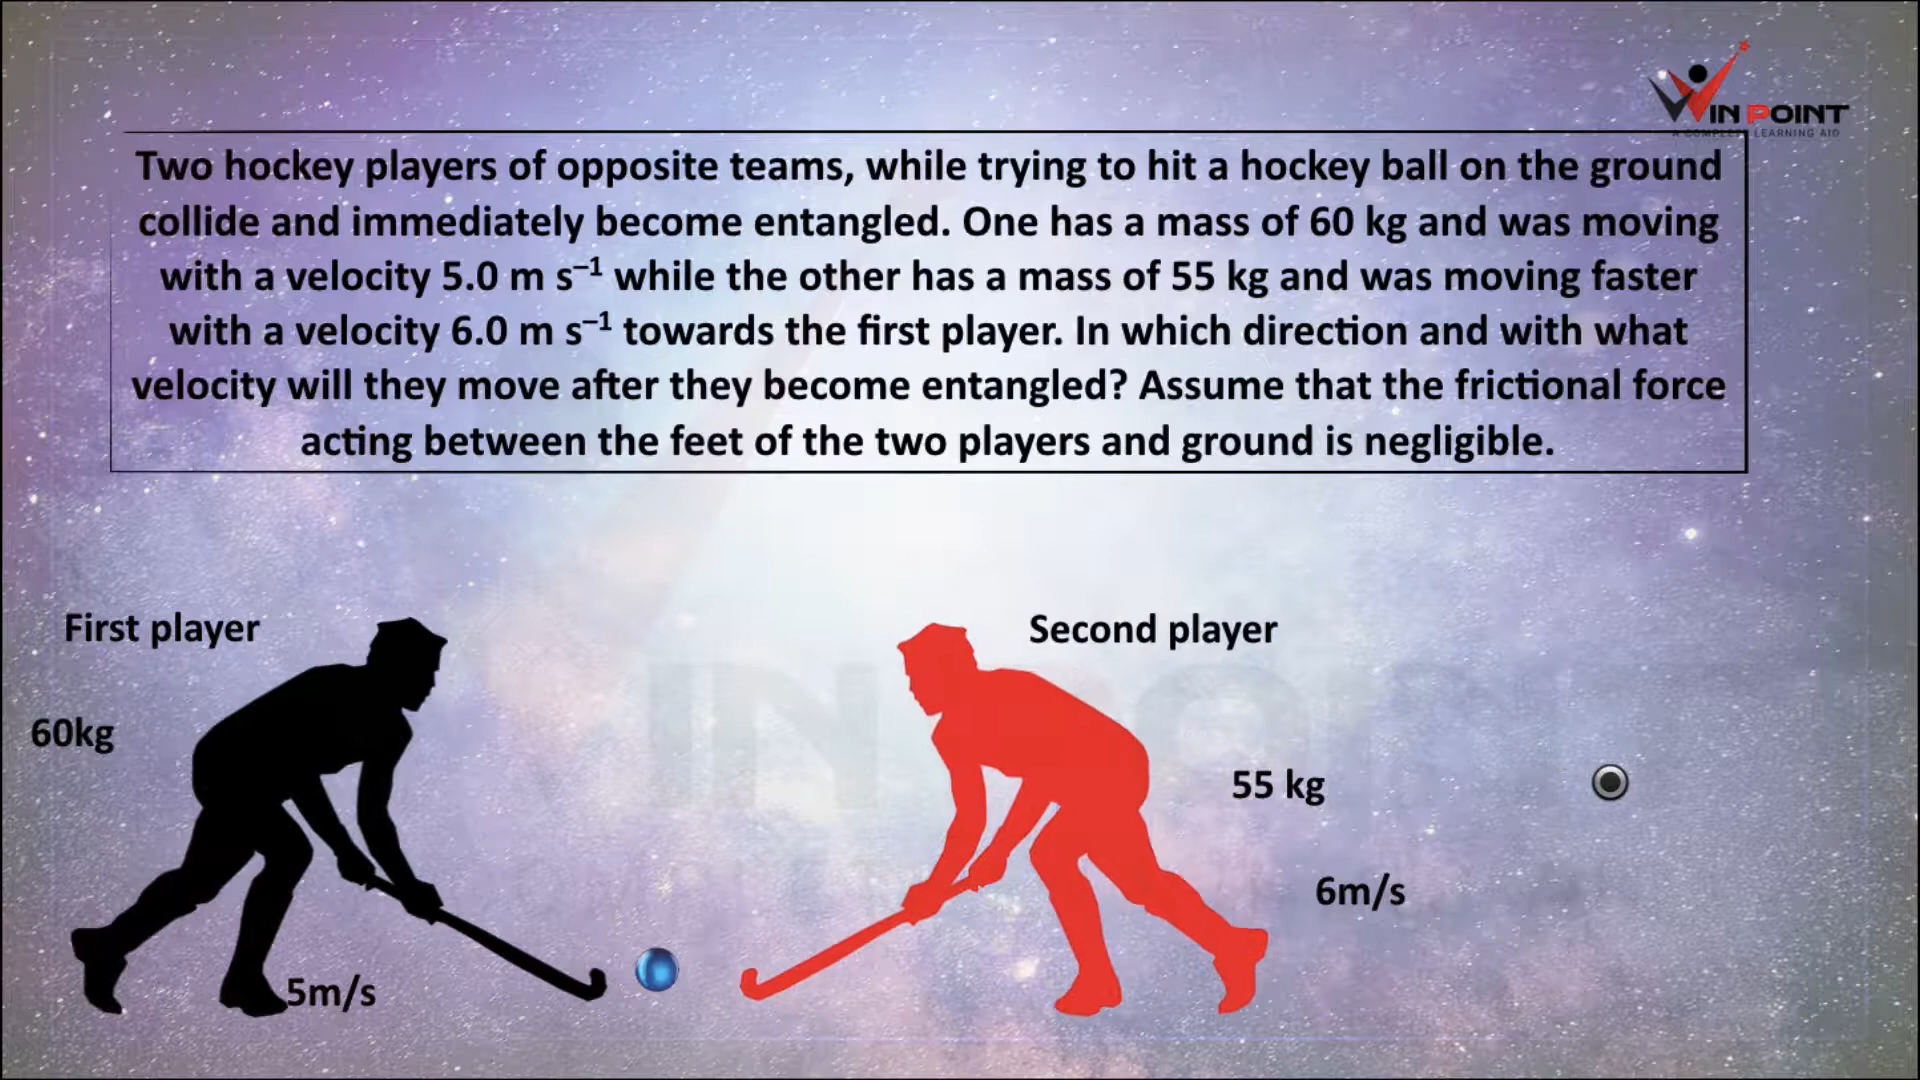 WIN POINT
A COMPLETE LEARNING AID
Two hockey players of opposite teams, while trying to hit a hockey ball on the ground
collide and immediately become entangled. One has a mass of 60 kg and was moving
with a velocity 5.0 m s⁻¹ while the other has a mass of 55 kg and was moving faster
with a velocity 6.0 m s⁻¹ towards the first player. In which direction and with what
velocity will they move after they become entangled? Assume that the frictional force
acting between the feet of the two players and ground is negligible.
First player
Second player
60kg
55 kg
6m/s
5m/s
IN POINT